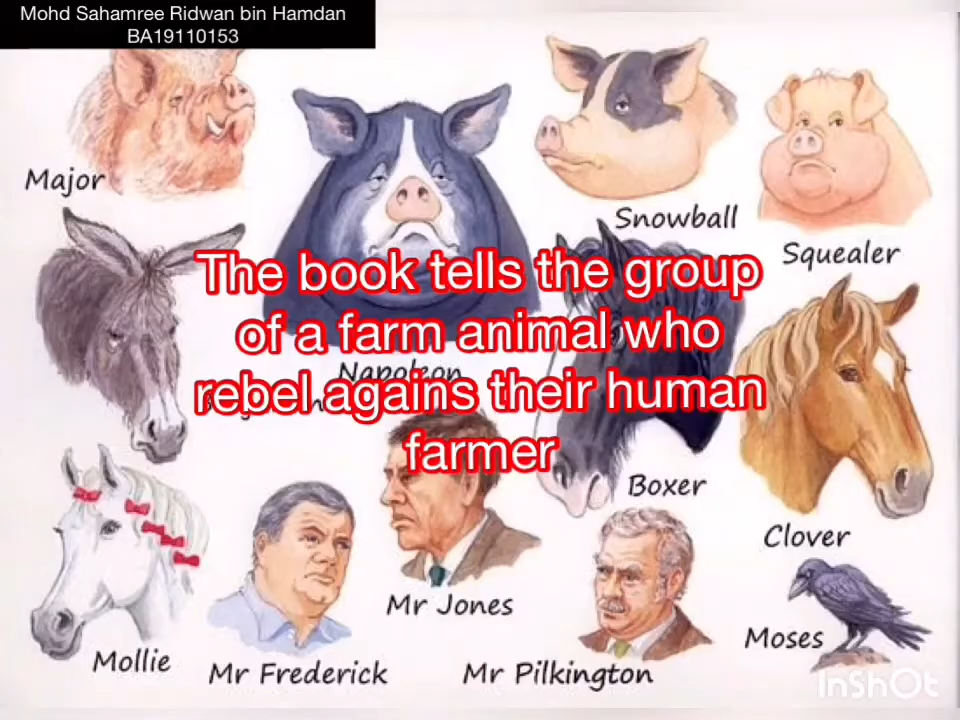 Mohd Sahamree Ridwan bin Hamdan
BA19110153
Major
Snowball
Squealer
The book tells the group
of a farm animal who
Napoleon
rebel agains their human
farmer
Boxer
Clover
Mr Jones
Moses
Mollie
Mr Frederick
Mr Pilkington
InShOt